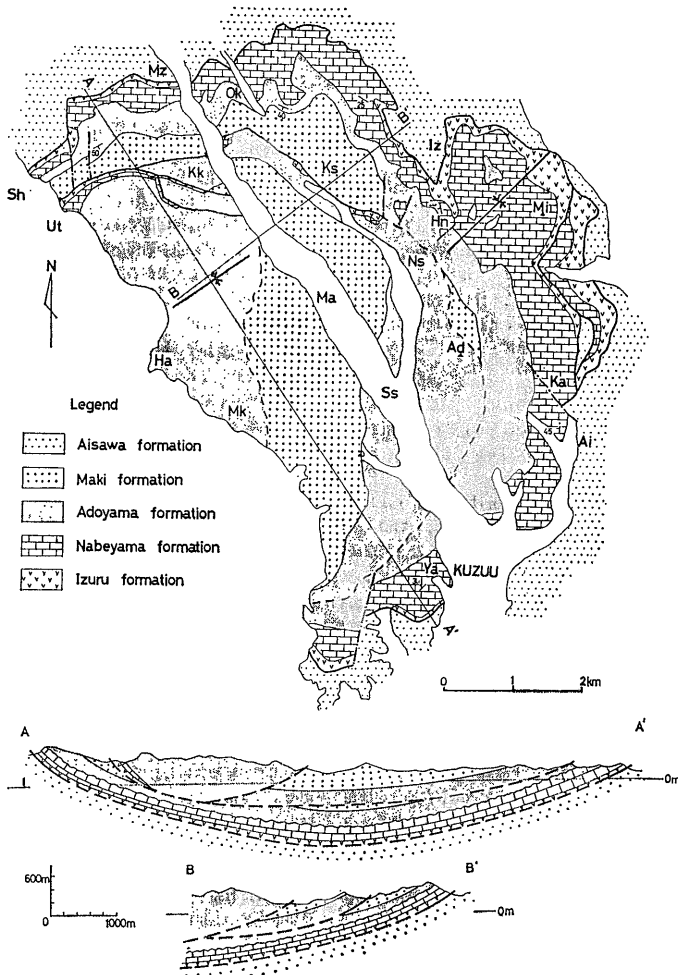 Mz
A
Ok
B'
Iz
Sh
Kk
Ks
Mi
Ut
Hn
Ns
N
B
Ma
Ad
Ha
Ka
Mk
Ss
Ai
45
Legend
Aisawa formation
Maki formation
Adoyama formation
Nabeyama formation
Izuru formation
Ya KUZUU
A'
0 1 2km
A A'
0m
B B'
600m
0m
0 1000m